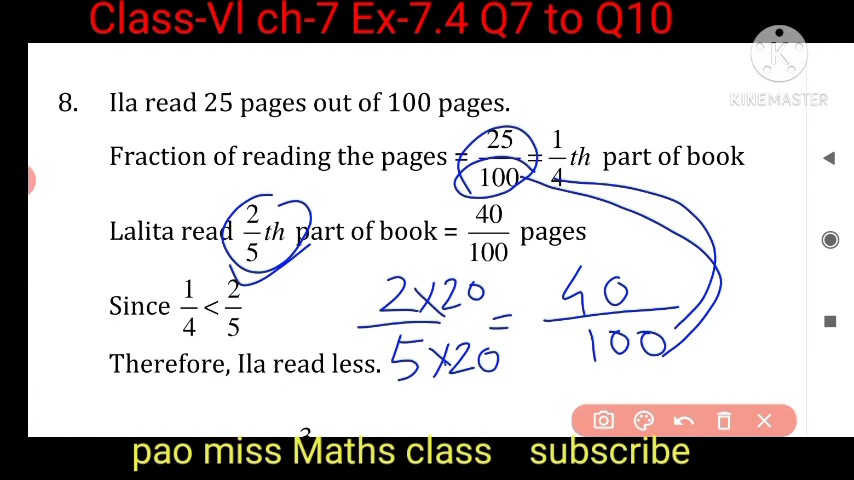 Class-VI ch-7 Ex-7.4 Q7 to Q10
KINEMASTER
8. Ila read 25 pages out of 100 pages.
Fraction of reading the pages = 25/100 = 1/4 th part of book
Lalita read 2/5 th part of book = 40/100 pages
Since 1/4 < 2/5
2×20/5×20 = 40/100
Therefore, Ila read less.
pao miss Maths class subscribe